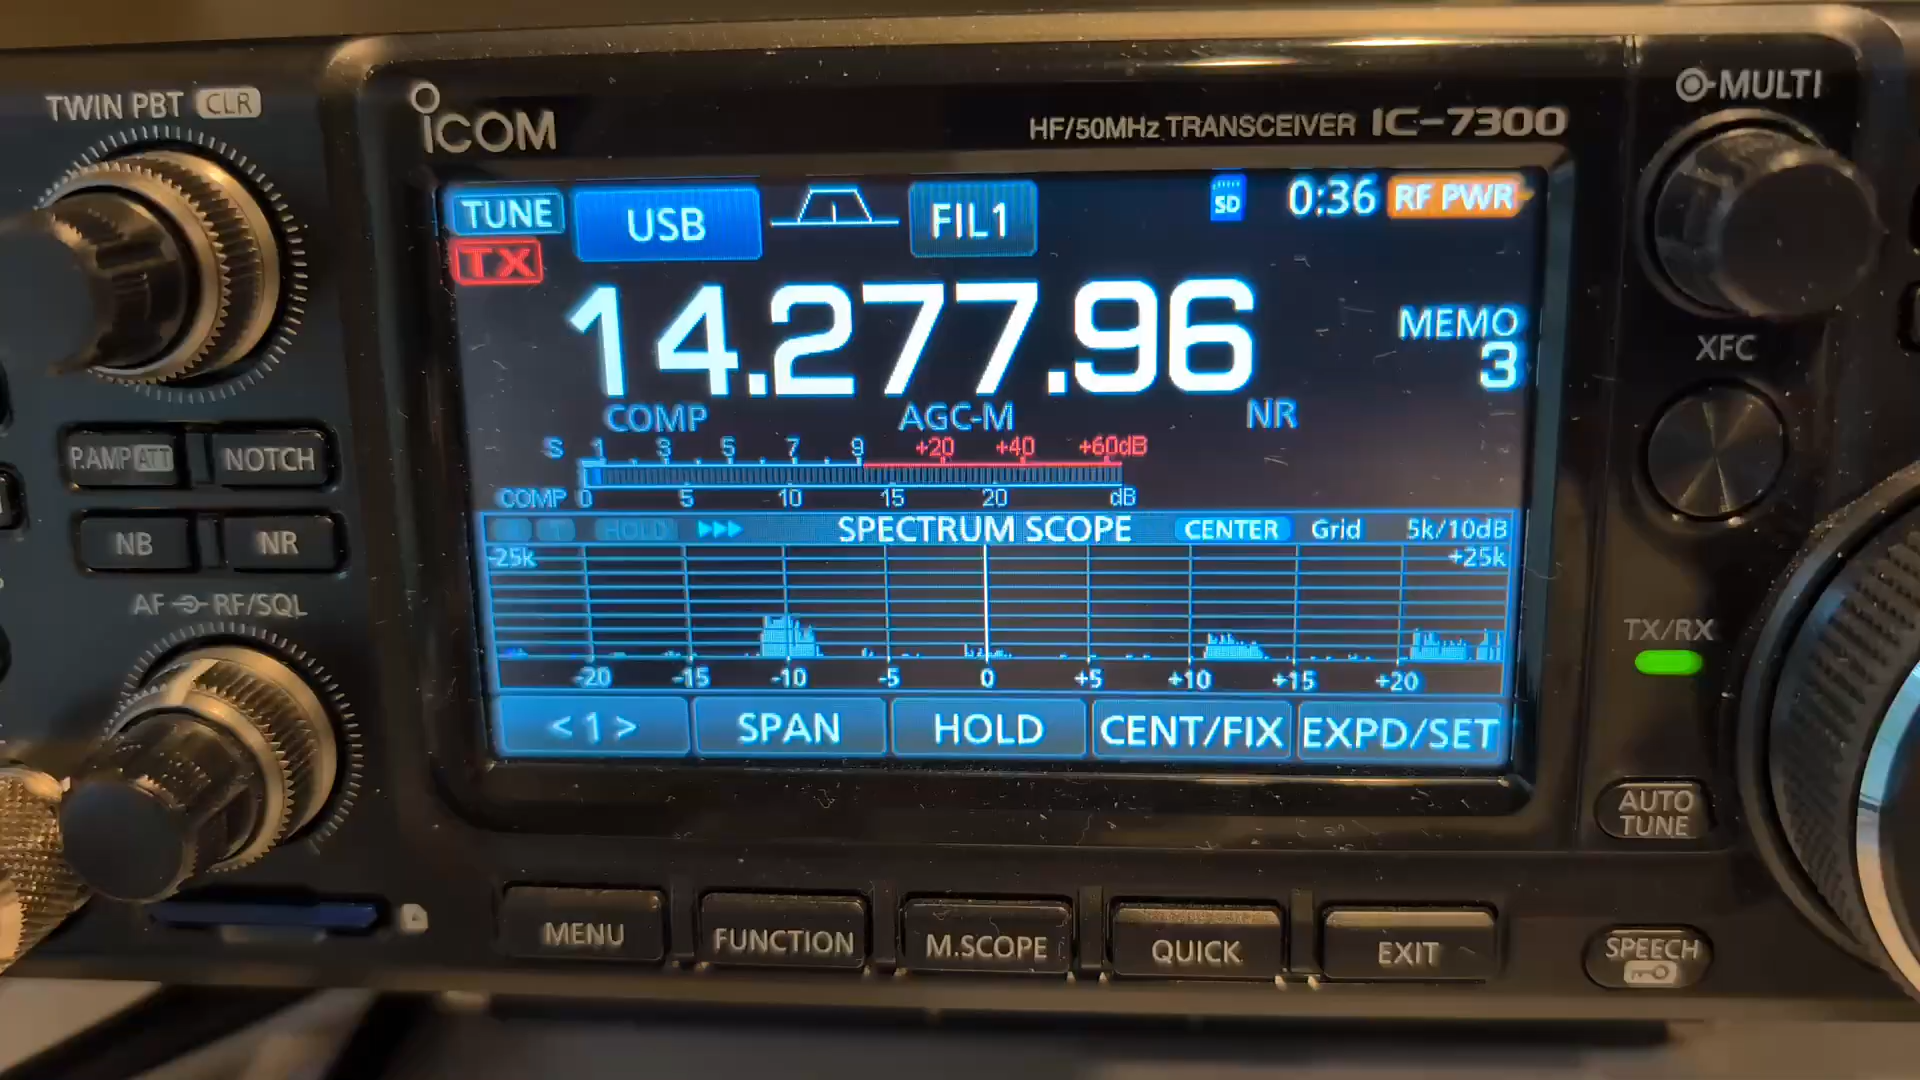 TWIN PBT CLR
ICOM
HF/50MHz TRANSCEIVER IC-7300
MULTI
TUNE
USB
FIL1
SD
0:36
RF PWR
TX
14.277.96
MEMO
3
XFC
COMP
AGC-M
NR
S 1 3 5 7 9 +20 +40 +60dB
COMP 0 5 10 15 20 dB
P.AMP ATT
NOTCH
NB
NR
HOLD
SPECTRUM SCOPE
CENTER
Grid
5k/10dB
-25k
+25k
-20 -15 -10 -5 0 +5 +10 +15 +20
AF RF/SQL
TX/RX
< 1 >
SPAN
HOLD
CENT/FIX
EXPD/SET
AUTO
TUNE
MENU
FUNCTION
M.SCOPE
QUICK
EXIT
SPEECH